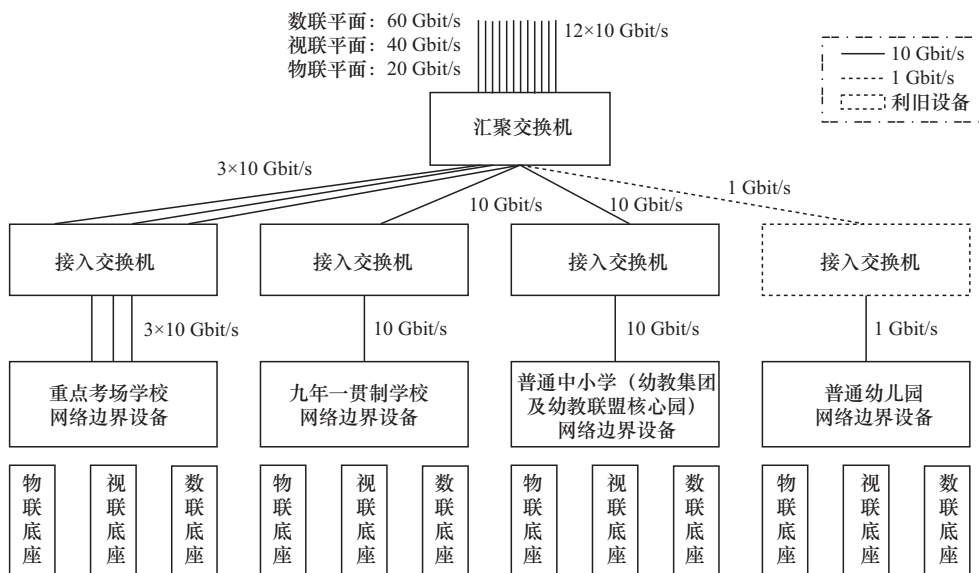 数联平面：60 Gbit/s
视联平面：40 Gbit/s
物联平面：20 Gbit/s
12×10 Gbit/s
10 Gbit/s
1 Gbit/s
利旧设备
汇聚交换机
3×10 Gbit/s
10 Gbit/s
10 Gbit/s
1 Gbit/s
接入交换机
接入交换机
接入交换机
接入交换机
3×10 Gbit/s
10 Gbit/s
10 Gbit/s
1 Gbit/s
重点考场学校
网络边界设备
九年一贯制学校
网络边界设备
普通中小学（幼教集团
及幼教联盟核心园）
网络边界设备
普通幼儿园
网络边界设备
物联底座
视联底座
数联底座
物联底座
视联底座
数联底座
物联底座
视联底座
数联底座
物联底座
视联底座
数联底座